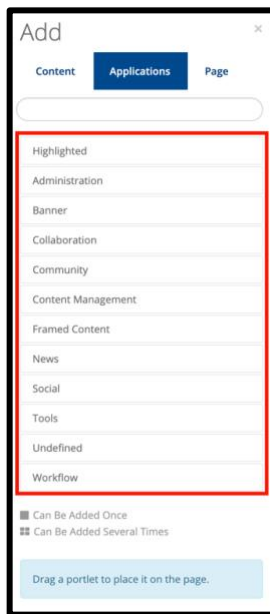 Add ×
Content Applications Page
Highlighted
Administration
Banner
Collaboration
Community
Content Management
Framed Content
News
Social
Tools
Undefined
Workflow
Can Be Added Once
Can Be Added Several Times
Drag a portlet to place it on the page.